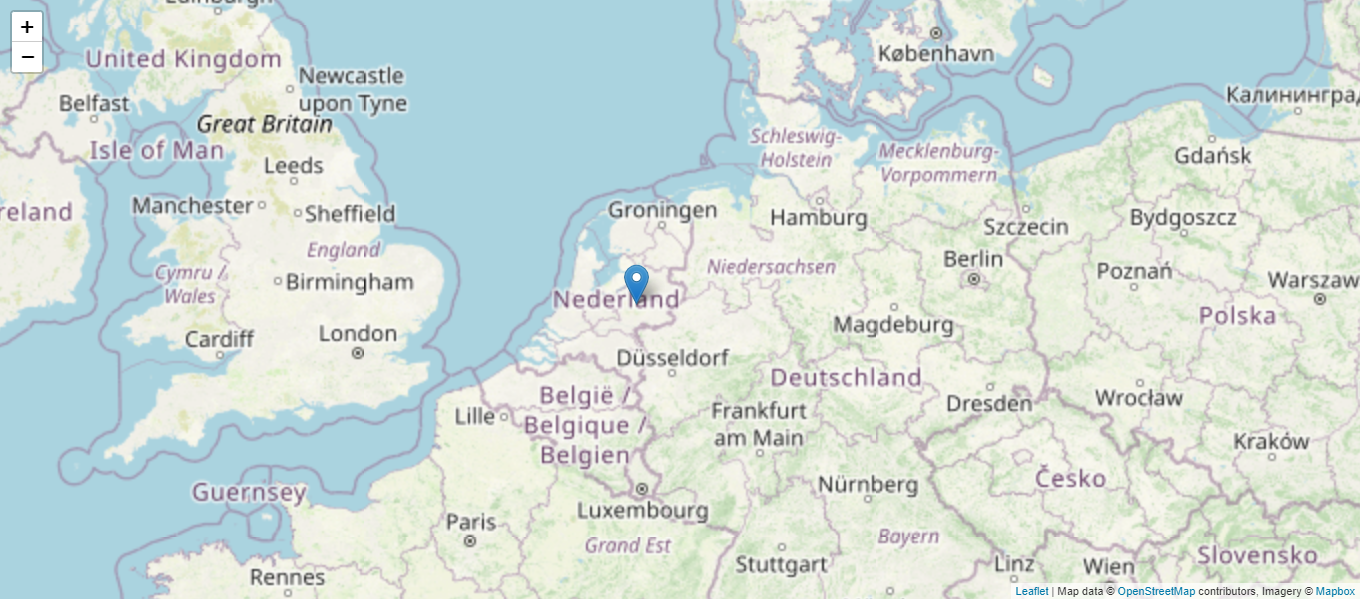 Edinburgh
+
−
United Kingdom
København
Newcastle
upon Tyne
Belfast
Great Britain
Isle of Man
Leeds
Manchester
Sheffield
England
Cymru /
Wales
Birmingham
Cardiff
London
Schleswig-
Holstein
Mecklenburg-
Vorpommern
Gdańsk
Groningen
Hamburg
Szczecin
Bydgoszcz
Niedersachsen
Berlin
Poznań
Warszaw
Nederland
Magdeburg
Polska
Düsseldorf
Deutschland
België /
Belgique /
Belgien
Lille
Frankfurt
am Main
Dresden
Wrocław
Kraków
Česko
Guernsey
Nürnberg
Luxembourg
Paris
Grand Est
Bayern
Stuttgart
Linz
Wien
Slovensko
Rennes
Калининград
reland
Leaflet | Map data © OpenStreetMap contributors, Imagery © Mapbox